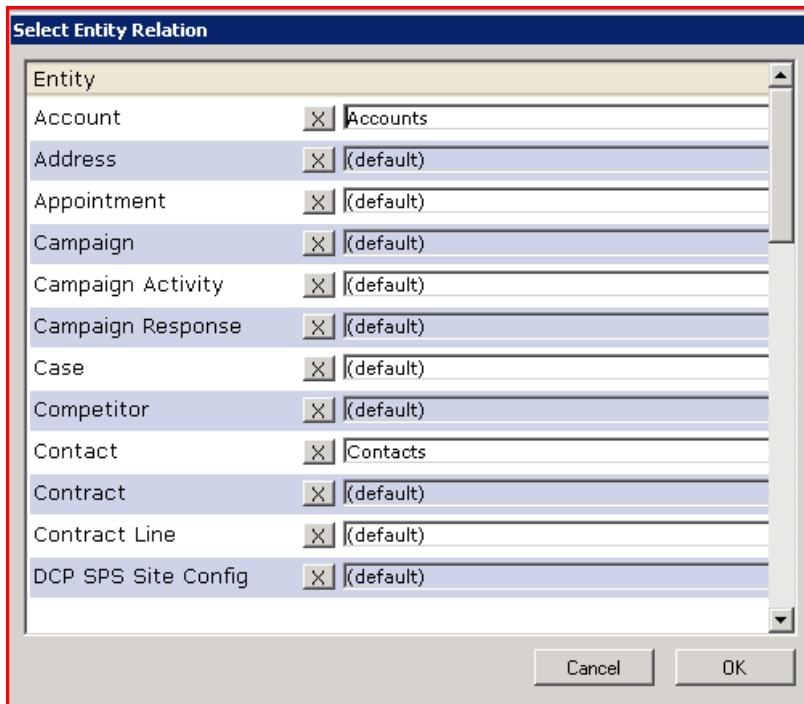 Select Entity Relation
Entity
Account X Accounts
Address X (default)
Appointment X (default)
Campaign X (default)
Campaign Activity X (default)
Campaign Response X (default)
Case X (default)
Competitor X (default)
Contact X Contacts
Contract X (default)
Contract Line X (default)
DCP SPS Site Config X (default)
Cancel OK